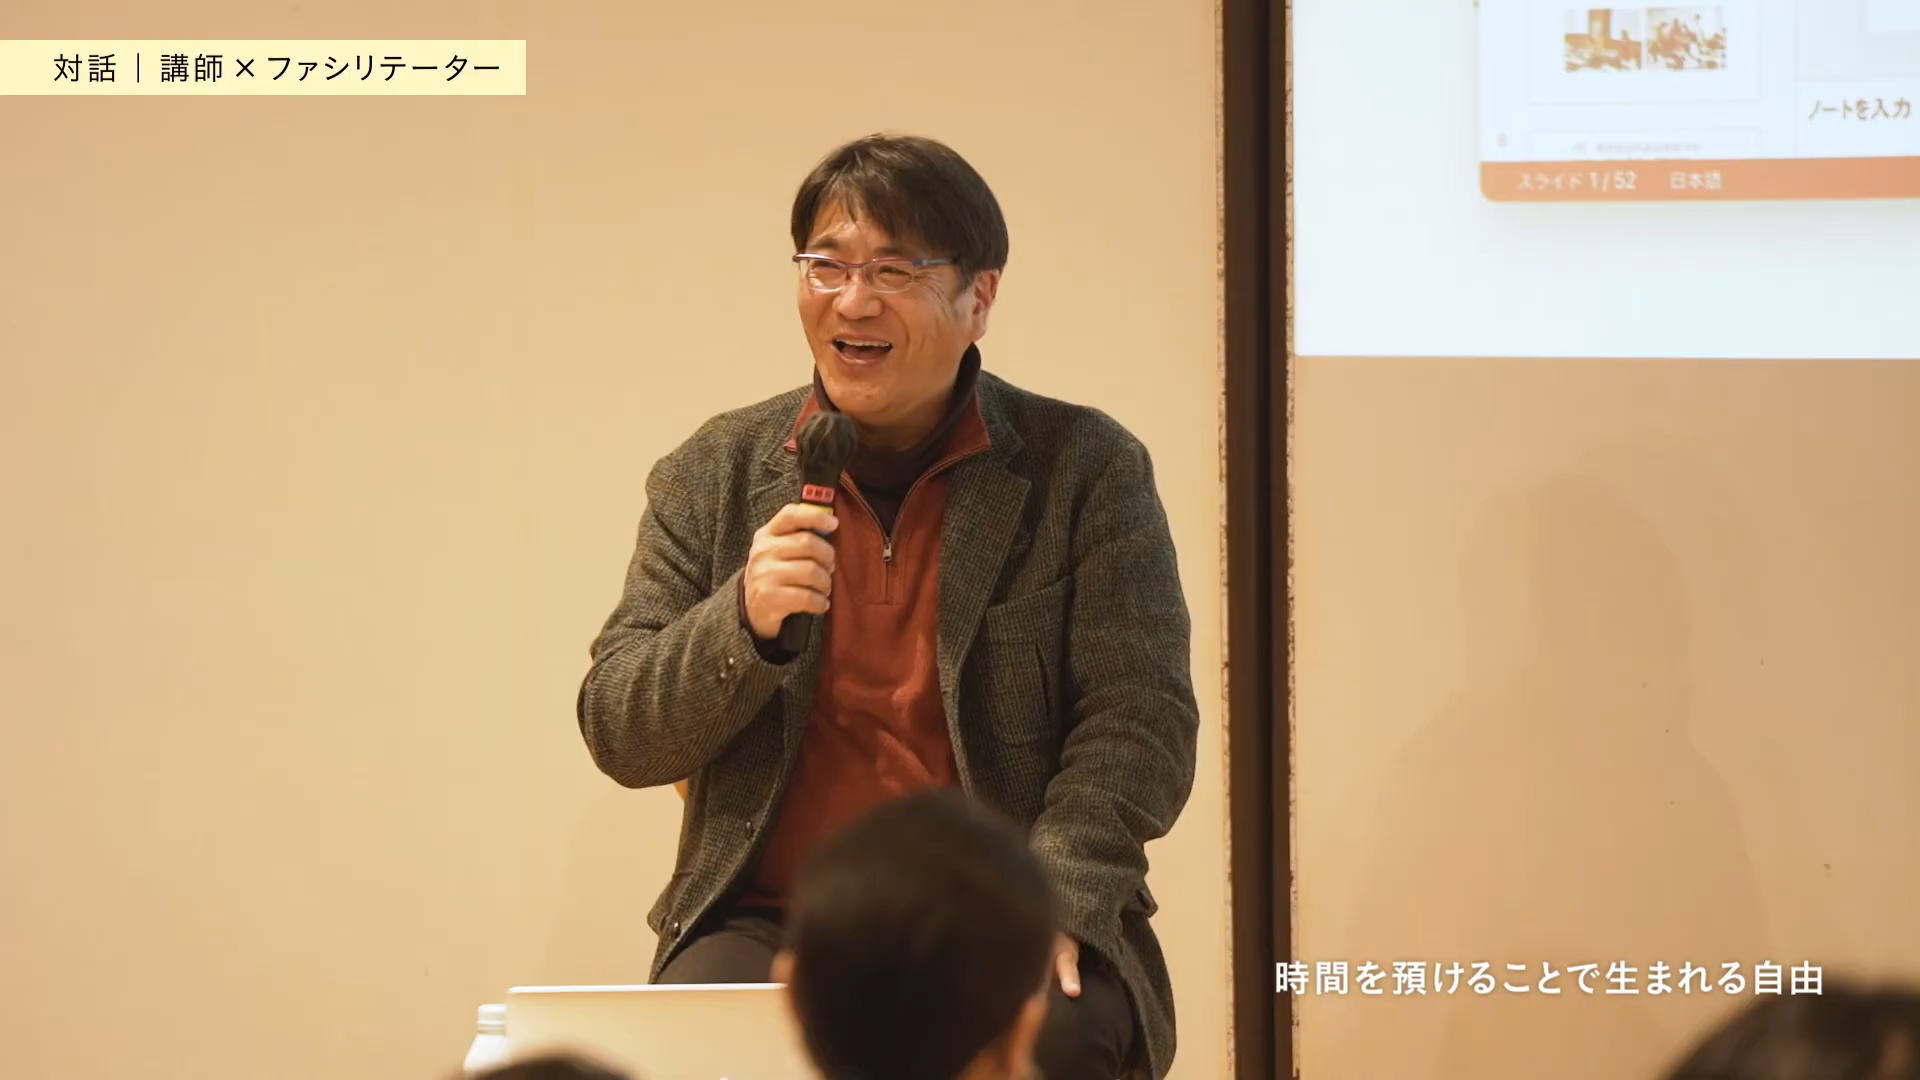 対話｜講師×ファシリテーター
ノートを入力
スライド 1 / 52 日本語
時間を預けることで生まれる自由